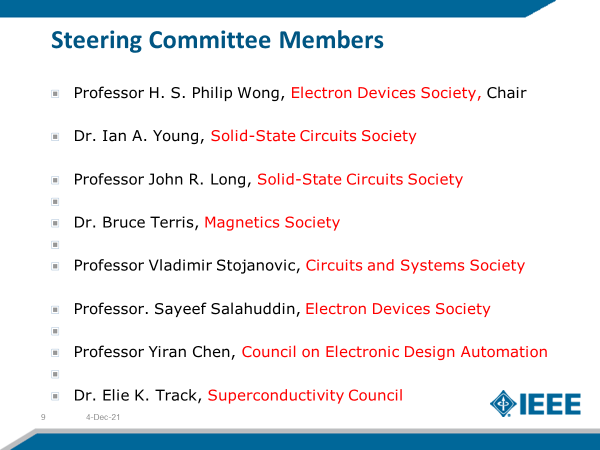 Steering Committee Members
Professor H. S. Philip Wong, Electron Devices Society, Chair
Dr. Ian A. Young, Solid-State Circuits Society
Professor John R. Long, Solid-State Circuits Society
Dr. Bruce Terris, Magnetics Society
Professor Vladimir Stojanovic, Circuits and Systems Society
Professor. Sayeef Salahuddin, Electron Devices Society
Professor Yiran Chen, Council on Electronic Design Automation
Dr. Elie K. Track, Superconductivity Council
9 4-Dec-21
IEEE